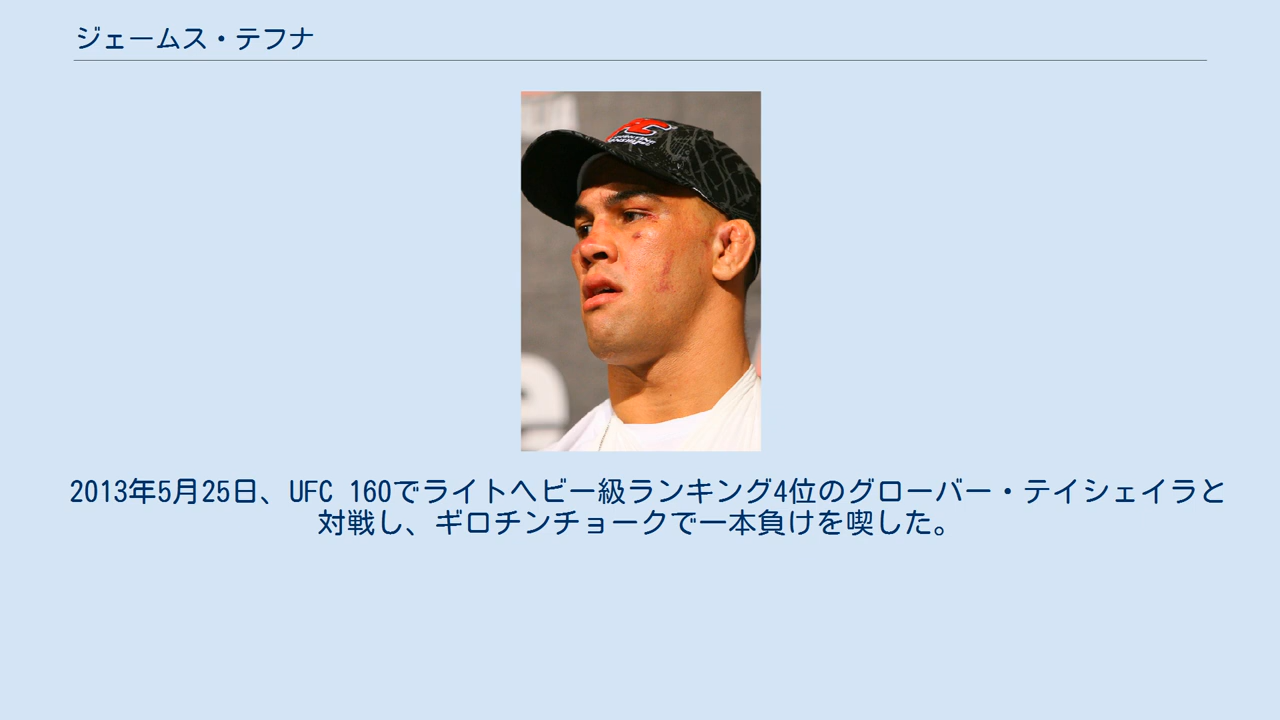 ジェームス・テフナ
2013年5月25日、UFC 160でライトヘビー級ランキング4位のグローバー・テイシェイラと
対戦し、ギロチンチョークで一本負けを喫した。